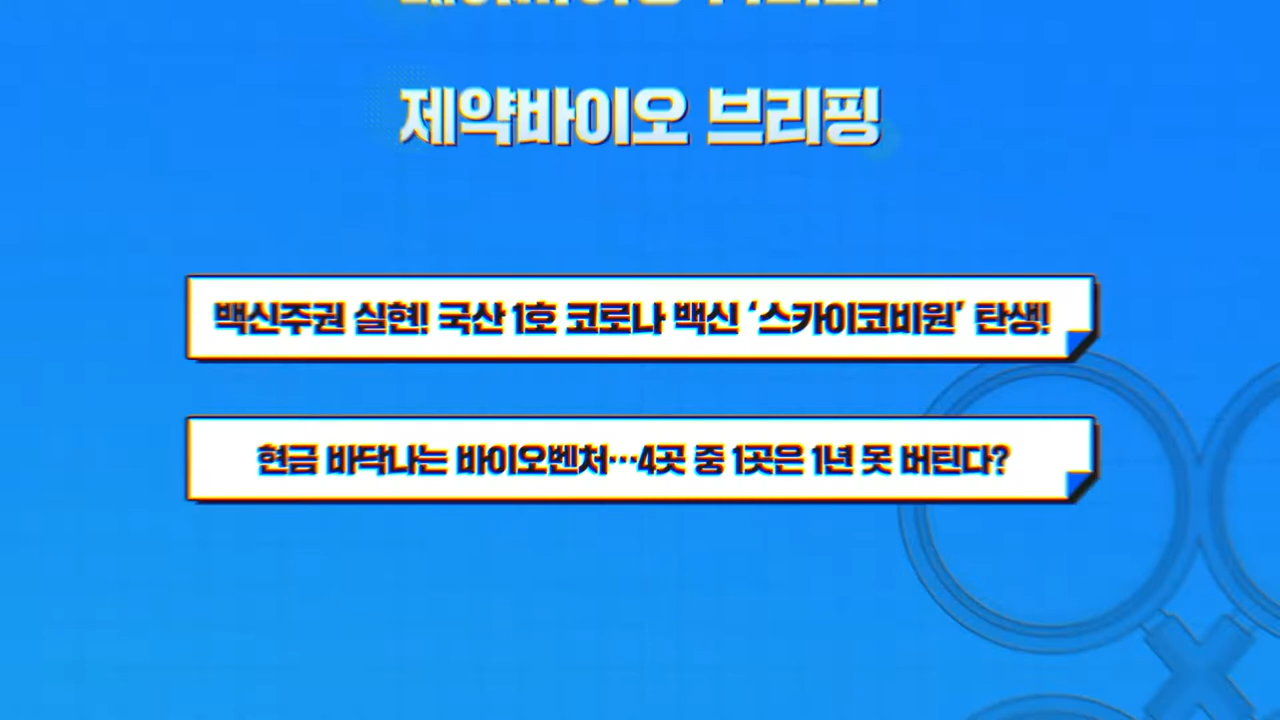 제약바이오 브리핑
백신주권 실현! 국산 1호 코로나 백신 ‘스카이코비원’ 탄생!
현금 바닥나는 바이오벤처…4곳 중 1곳은 1년 못 버틴다?